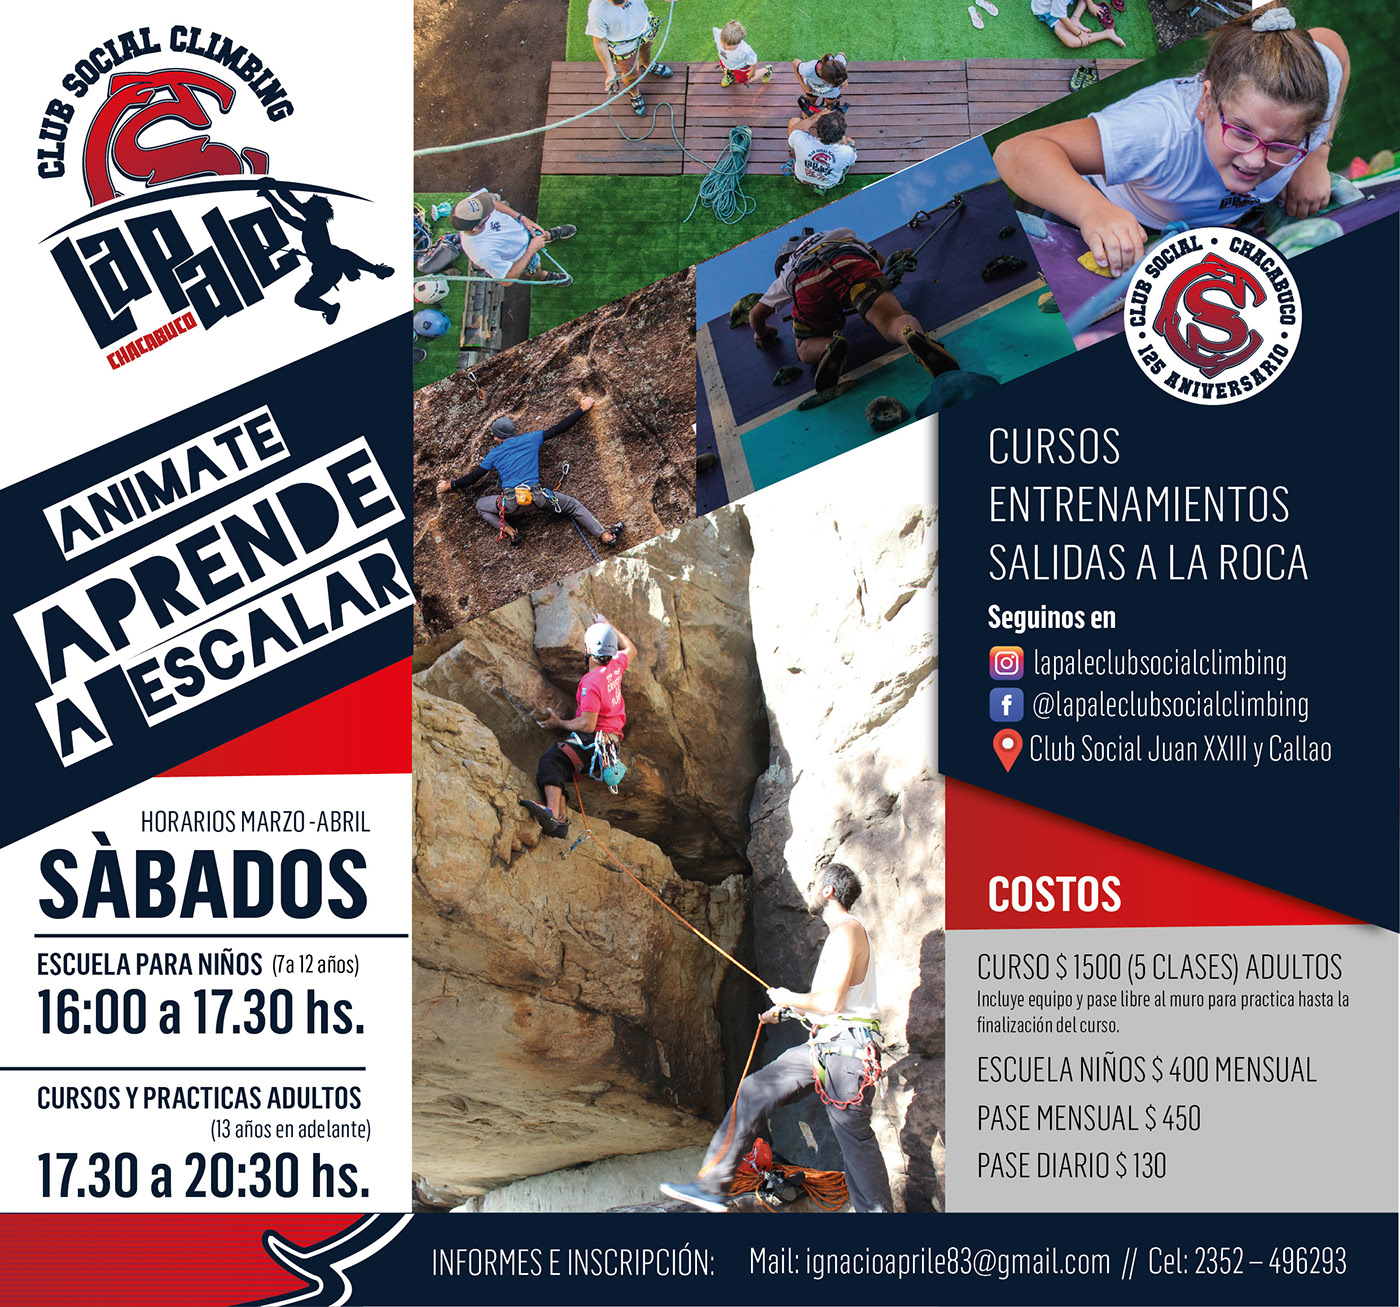 CLUB SOCIAL CLIMBING
CS
LaPale
CHACABUCO
ANIMATE
APRENDE
A ESCALAR
HORARIOS MARZO -ABRIL
SÀBADOS
ESCUELA PARA NIÑOS (7 a 12 años)
16:00 a 17.30 hs.
CURSOS Y PRACTICAS ADULTOS
(13 años en adelante)
17.30 a 20:30 hs.
CLUB SOCIAL • CHACABUCO
• 125 ANIVERSARIO •
CS
CURSOS
ENTRENAMIENTOS
SALIDAS A LA ROCA
Seguinos en
lapaleclubsocialclimbing
f @lapaleclubsocialclimbing
Club Social Juan XXIII y Callao
COSTOS
CURSO $ 1500 (5 CLASES) ADULTOS
Incluye equipo y pase libre al muro para practica hasta la
finalización del curso.
ESCUELA NIÑOS $ 400 MENSUAL
PASE MENSUAL $ 450
PASE DIARIO $ 130
INFORMES E INSCRIPCIÓN: Mail: ignacioaprile83@gmail.com // Cel: 2352 – 496293